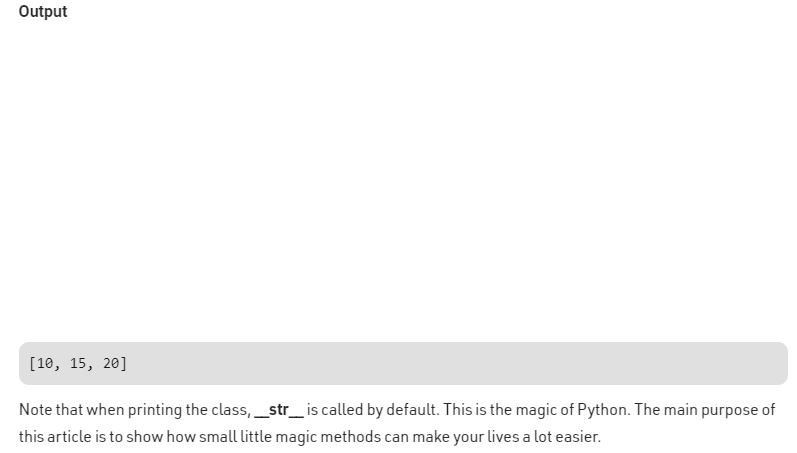 Output
[10, 15, 20]
Note that when printing the class, __str__ is called by default. This is the magic of Python. The main purpose of
this article is to show how small little magic methods can make your lives a lot easier.